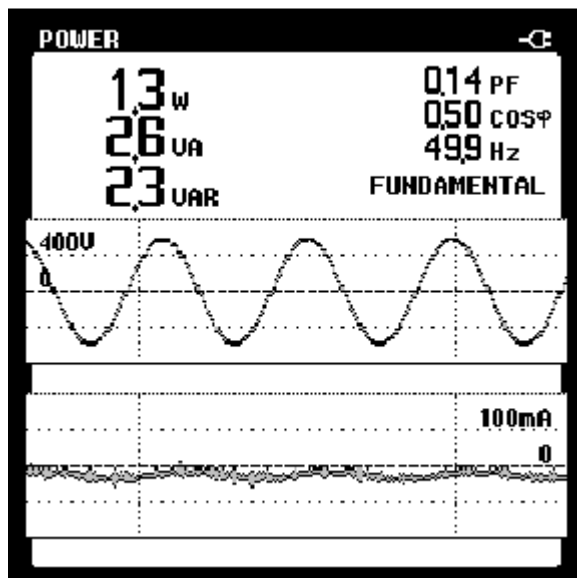 POWER
1,3 W
0,14 PF
2,6 VA
0,50 COSφ
2,3 VAR
49,9 Hz
FUNDAMENTAL
400V
0
100mA
0